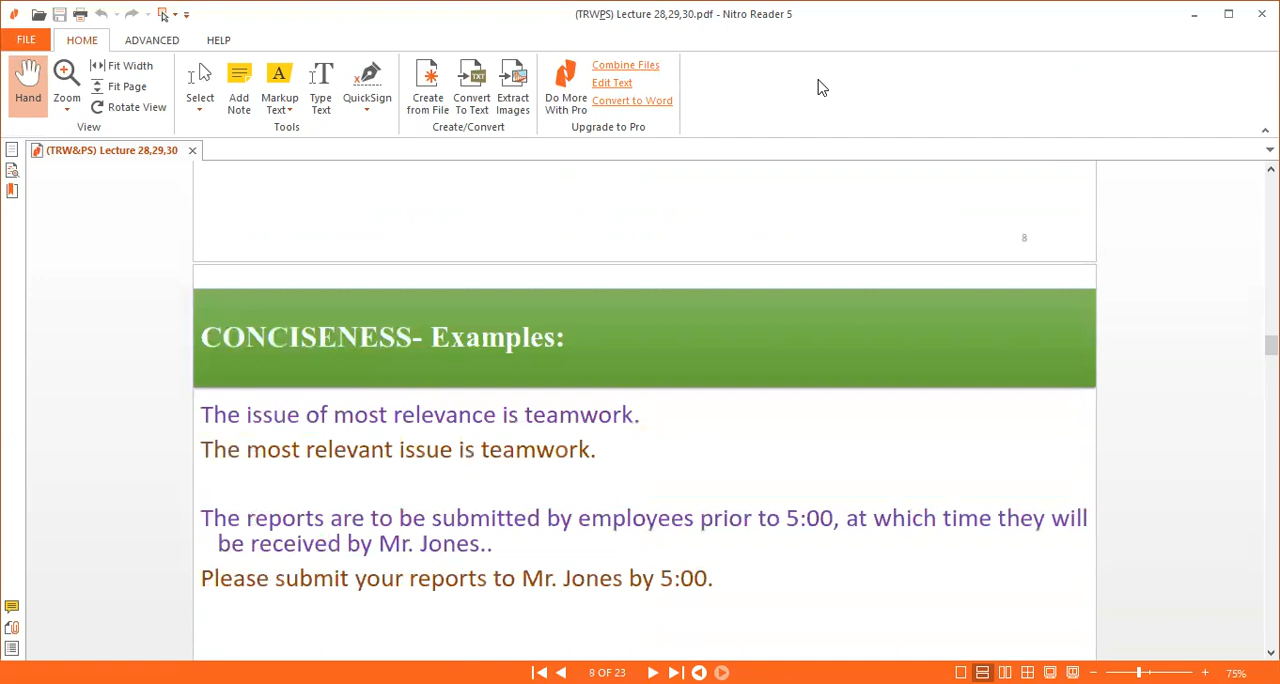 (TRWPS) Lecture 28,29,30.pdf - Nitro Reader 5
FILE HOME ADVANCED HELP
Hand
Zoom
Fit Width
Fit Page
Rotate View
View
Select
Add Note
Markup Text
Type Text
QuickSign
Tools
Create from File
Convert To Text
Extract Images
Create/Convert
Do More With Pro
Combine Files
Edit Text
Convert to Word
Upgrade to Pro
(TRW&PS) Lecture 28,29,30
8
CONCISENESS- Examples:
The issue of most relevance is teamwork.
The most relevant issue is teamwork.
The reports are to be submitted by employees prior to 5:00, at which time they will
be received by Mr. Jones..
Please submit your reports to Mr. Jones by 5:00.
9 OF 23
75%